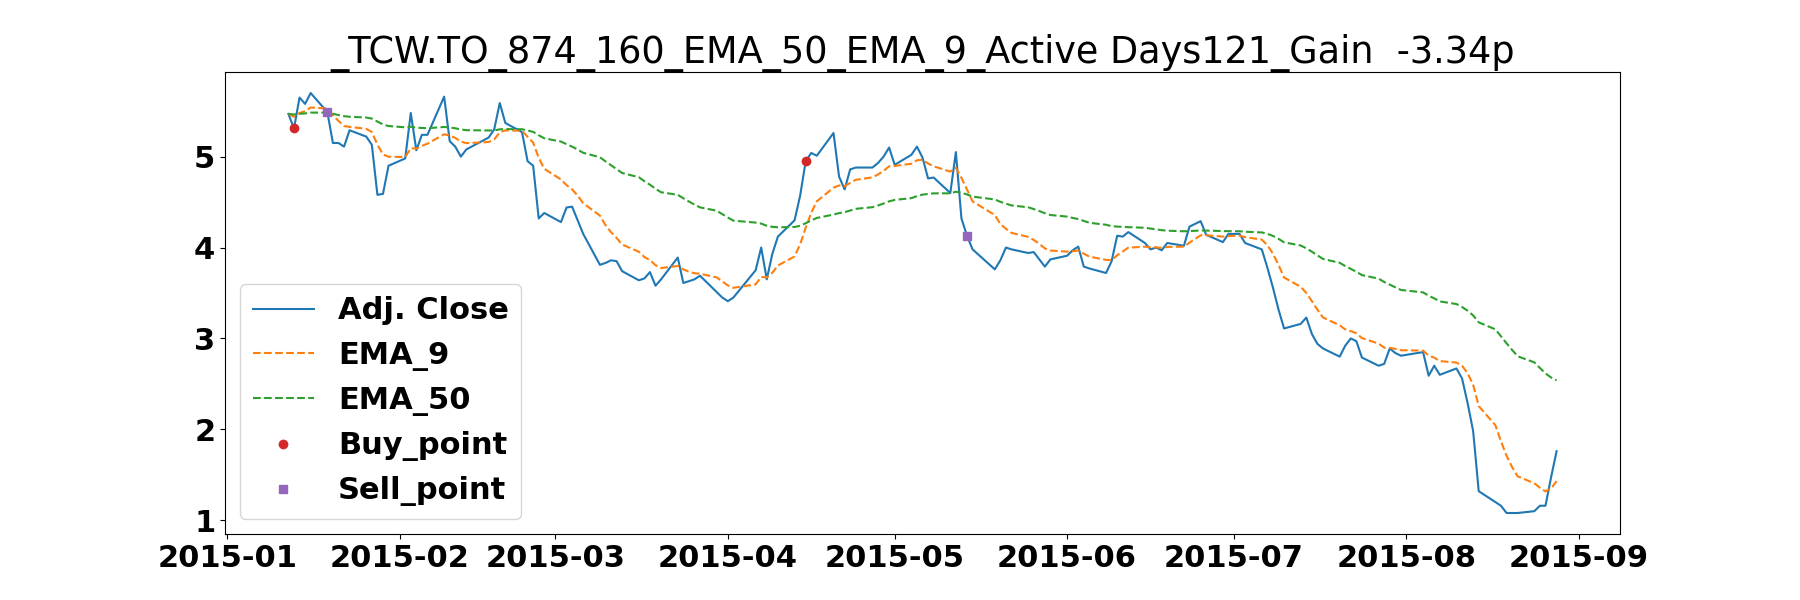 _TCW.TO_874_160_EMA_50_EMA_9_Active Days121_Gain  -3.34p
5
4
3
2
1
Adj. Close
EMA_9
EMA_50
Buy_point
Sell_point
2015-01 2015-02 2015-03 2015-04 2015-05 2015-06 2015-07 2015-08 2015-09